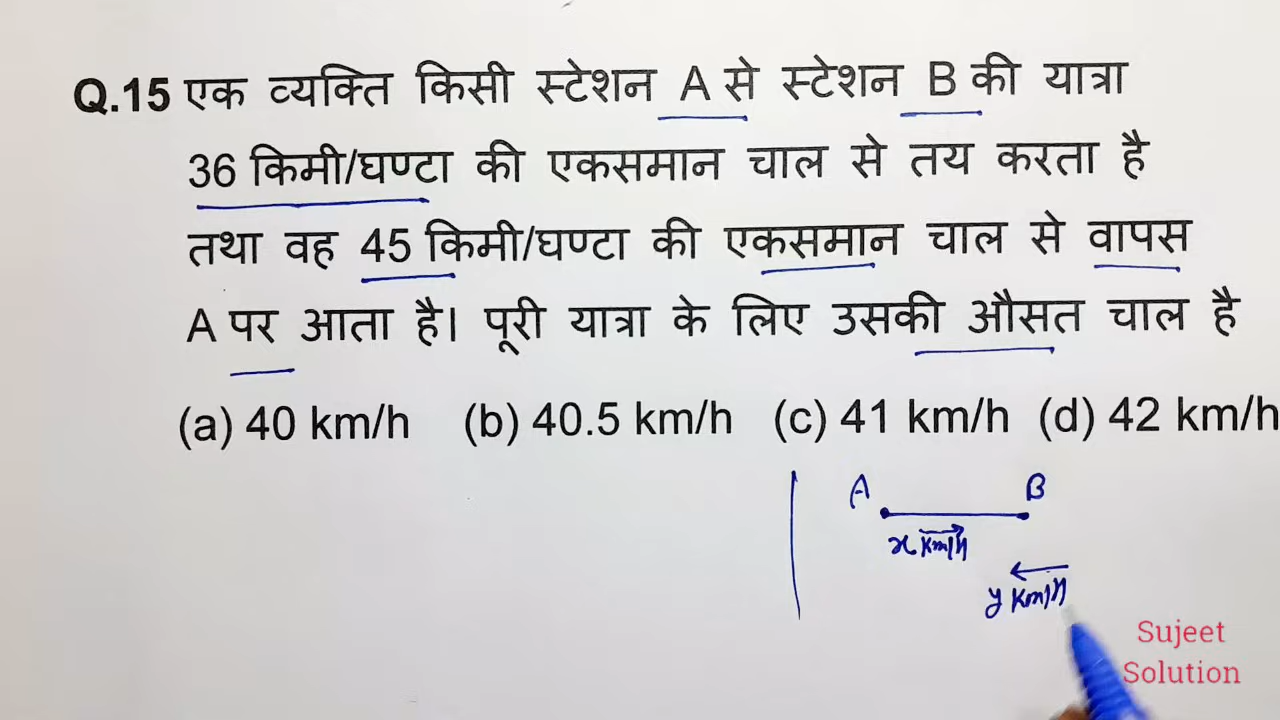 Q.15 एक व्यक्ति किसी स्टेशन A से स्टेशन B की यात्रा
36 किमी/घण्टा की एकसमान चाल से तय करता है
तथा वह 45 किमी/घण्टा की एकसमान चाल से वापस
A पर आता है। पूरी यात्रा के लिए उसकी औसत चाल है
(a) 40 km/h (b) 40.5 km/h (c) 41 km/h (d) 42 km/h
A B
x km/h
y km/h
Sujeet
Solution